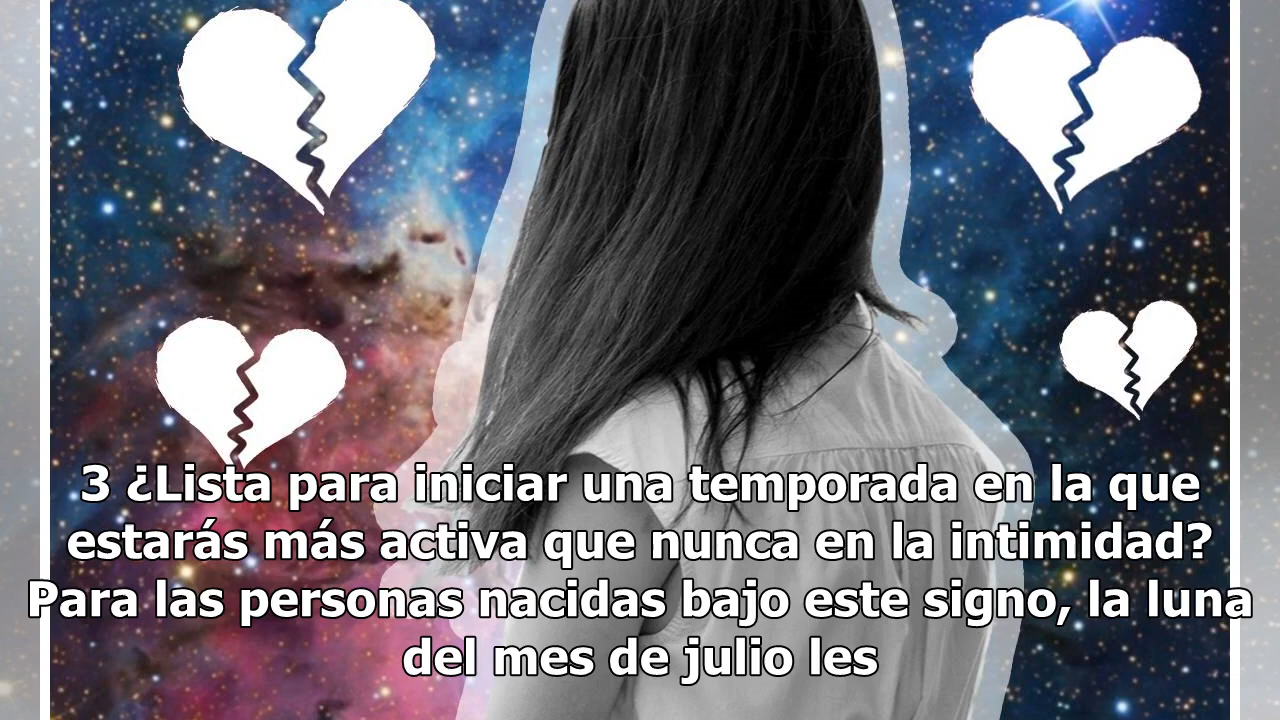 3 ¿Lista para iniciar una temporada en la que
estarás más activa que nunca en la intimidad?
Para las personas nacidas bajo este signo, la luna
del mes de julio les